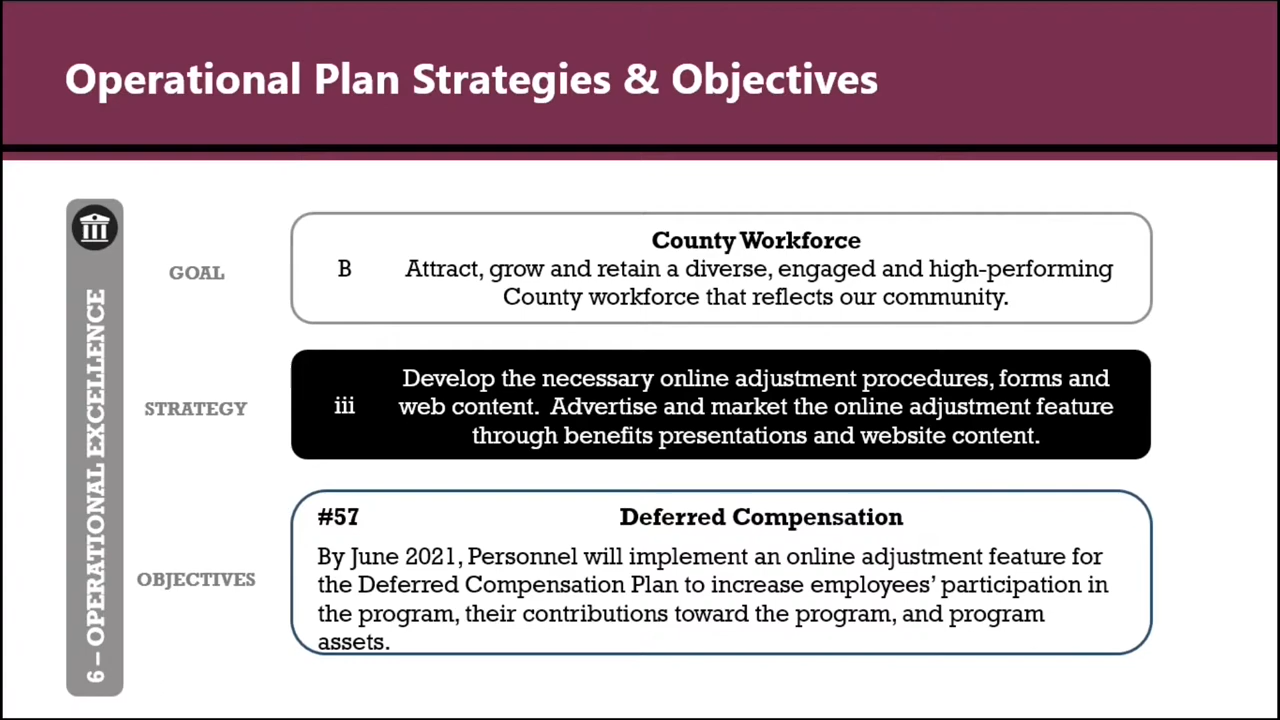 Operational Plan Strategies & Objectives
6 – OPERATIONAL EXCELLENCE
GOAL
B
County Workforce
Attract, grow and retain a diverse, engaged and high-performing
County workforce that reflects our community.
STRATEGY
iii
Develop the necessary online adjustment procedures, forms and
web content.  Advertise and market the online adjustment feature
through benefits presentations and website content.
OBJECTIVES
#57
Deferred Compensation
By June 2021, Personnel will implement an online adjustment feature for
the Deferred Compensation Plan to increase employees’ participation in
the program, their contributions toward the program, and program
assets.